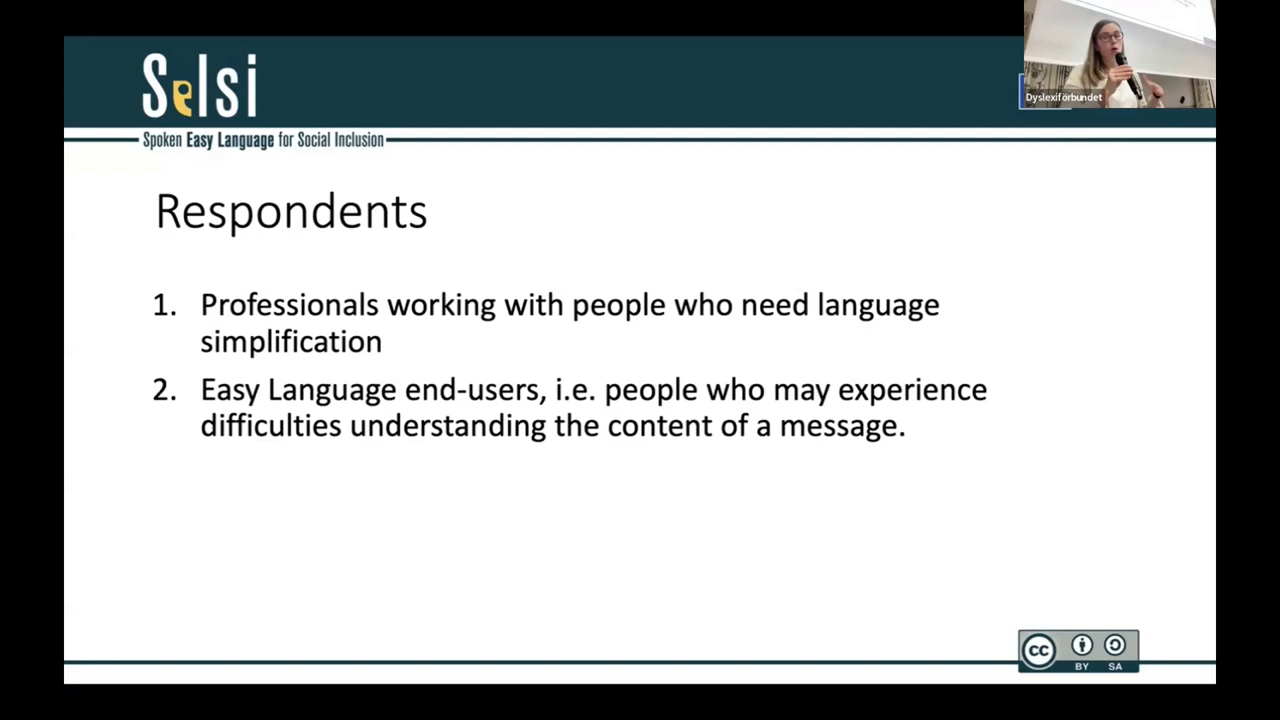 Selsi
Spoken Easy Language for Social Inclusion
Dyslexiförbundet
Respondents
1. Professionals working with people who need language
simplification
2. Easy Language end-users, i.e. people who may experience
difficulties understanding the content of a message.
cc
BY SA